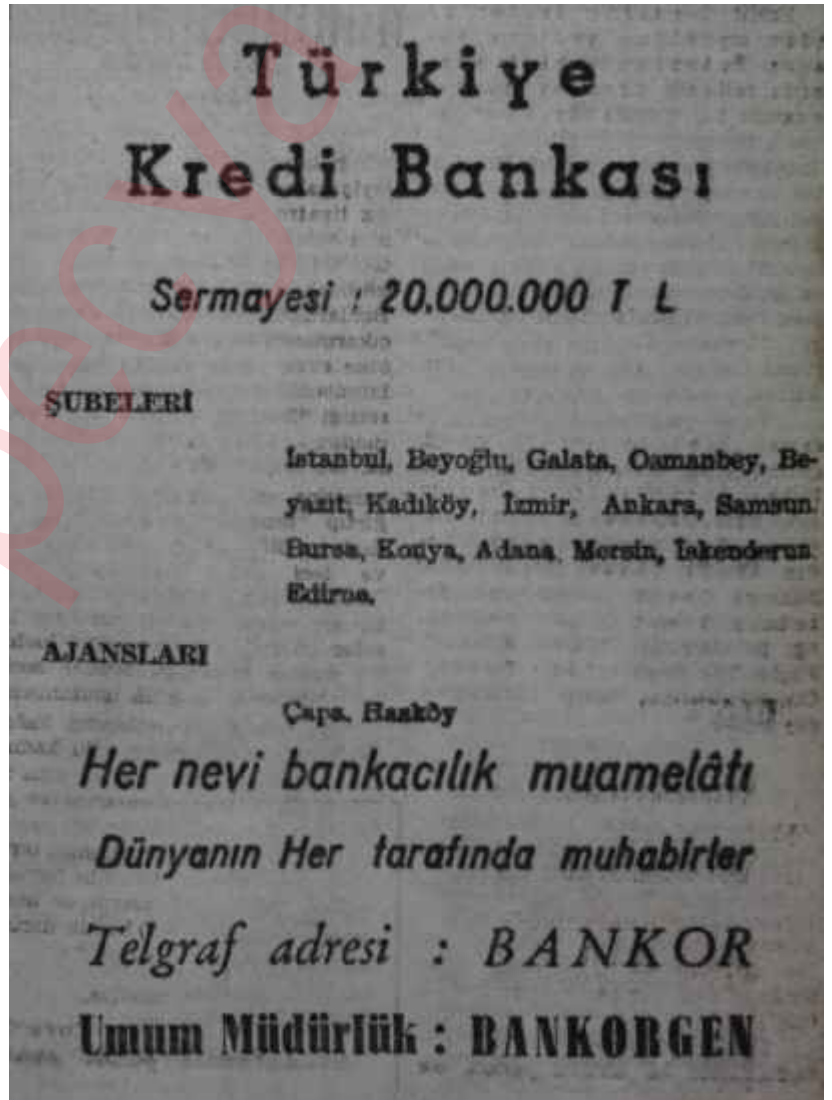 Türkiye
Kredi Bankası
Sermayesi : 20.000.000 T L
ŞUBELERİ
İstanbul, Beyoğlu, Galata, Osmanbey, Be-
yazıt, Kadıköy, İzmir, Ankara, Samsun.
Bursa, Konya, Adana, Mersin, İskenderun.
Edirne.
AJANSLARI
Çapa. Hasköy
Her nevi bankacılık muamelâtı
Dünyanın Her tarafında muhabirler
Telgraf adresi : BANKOR
Umum Müdürlük : BANKORGEN
pecya